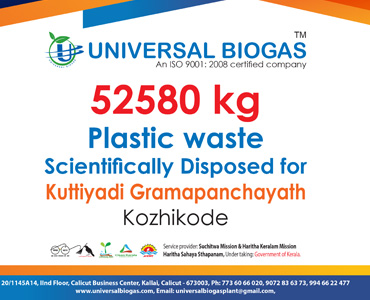 UNIVERSAL BIOGAS TM
An ISO 9001: 2008 certified company
52580 kg
Plastic waste
Scientifically Disposed for
Kuttiyadi Gramapanchayath
Kozhikode
Service provider: Suchitwa Mission & Haritha Keralam Mission
Haritha Sahaya Sthapanam, Under taking: Government of Kerala.
20/1145A14, IInd Floor, Calicut Business Center, Kallai, Calicut - 673003, Ph: 773 60 66 020, 9072 83 63 73, 994 66 22 477
www.universalbiogas.com, Email: universalbiogasplant@gmail.com,